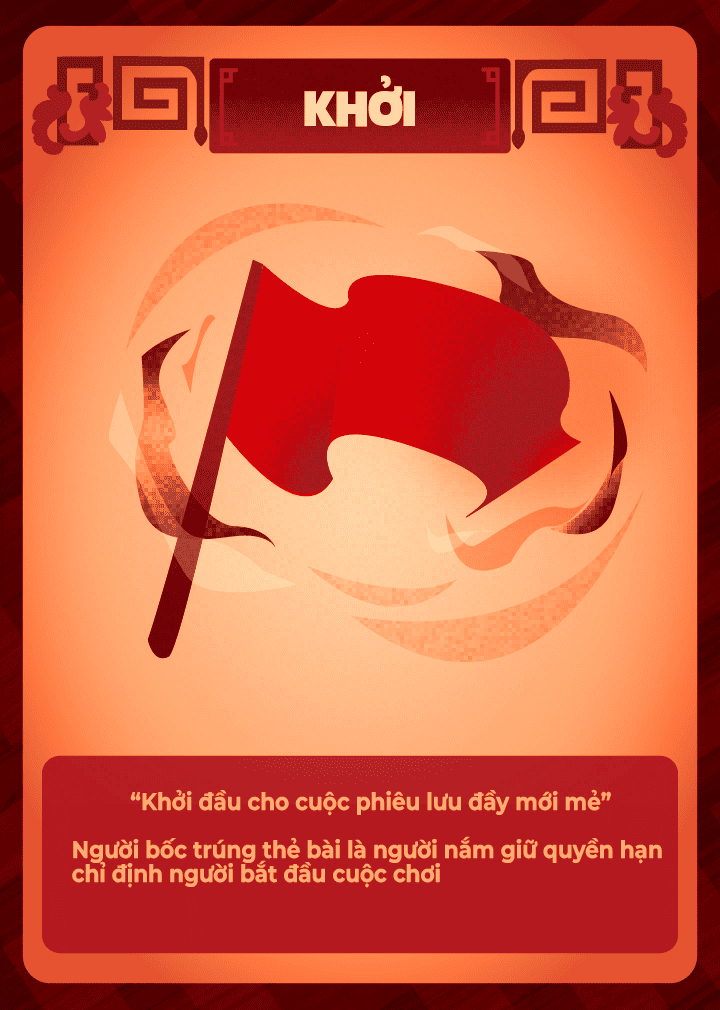 KHỞI
“Khởi đầu cho cuộc phiêu lưu đầy mới mẻ”
Người bốc trúng thẻ bài là người nắm giữ quyền hạn
chỉ định người bắt đầu cuộc chơi